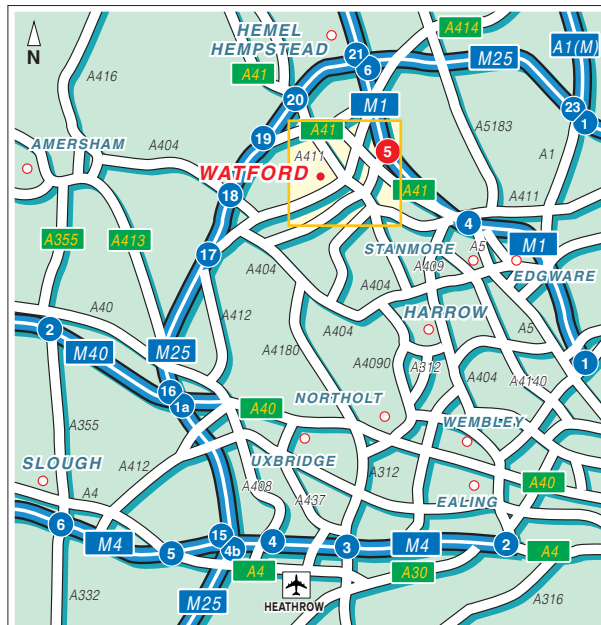 HEMEL
HEMPSTEAD
A414
N
A416
A41
21
6
M25
A1(M)
20
M1
23
1
AMERSHAM
A404
19
A41
A5183
A1
A411
5
WATFORD
18
A41
A411
4
A355
A413
17
STANMORE
A5
M1
A404
A409
EDGWARE
A40
A412
A404
HARROW
2
M40
M25
A4180
A4090
A312
A5
1
16
1a
A404
A4140
A40
NORTHOLT
A355
WEMBLEY
SLOUGH
A412
UXBRIDGE
A312
A4
A408
A437
EALING
A40
6
M4
5
15
4b
4
3
M4
2
A4
A4
A30
A332
M25
HEATHROW
A316